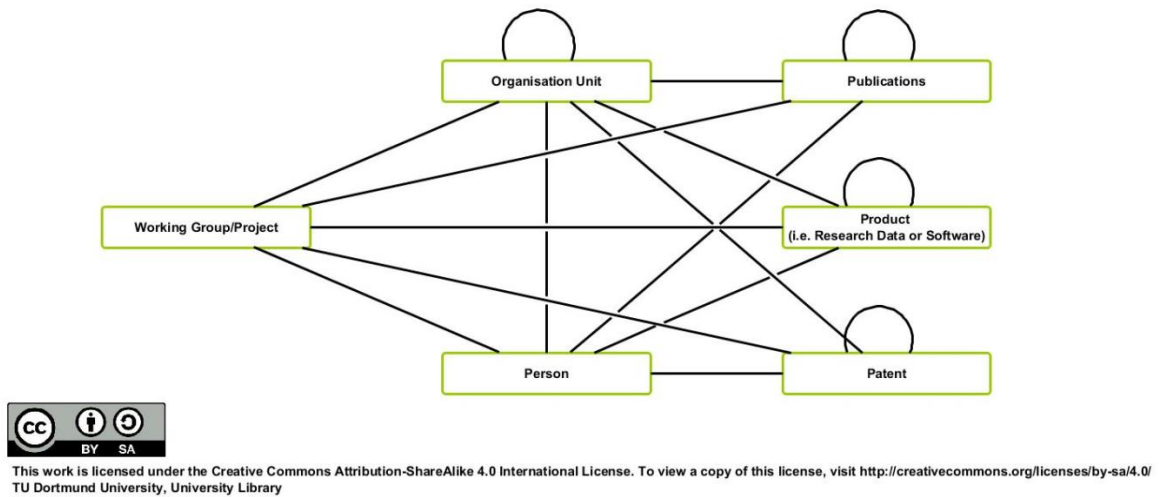 Organisation Unit
Publications
Working Group/Project
Product
(i.e. Research Data or Software)
Person
Patent
CC
BY SA
This work is licensed under the Creative Commons Attribution-ShareAlike 4.0 International License. To view a copy of this license, visit http://creativecommons.org/licenses/by-sa/4.0/
TU Dortmund University, University Library